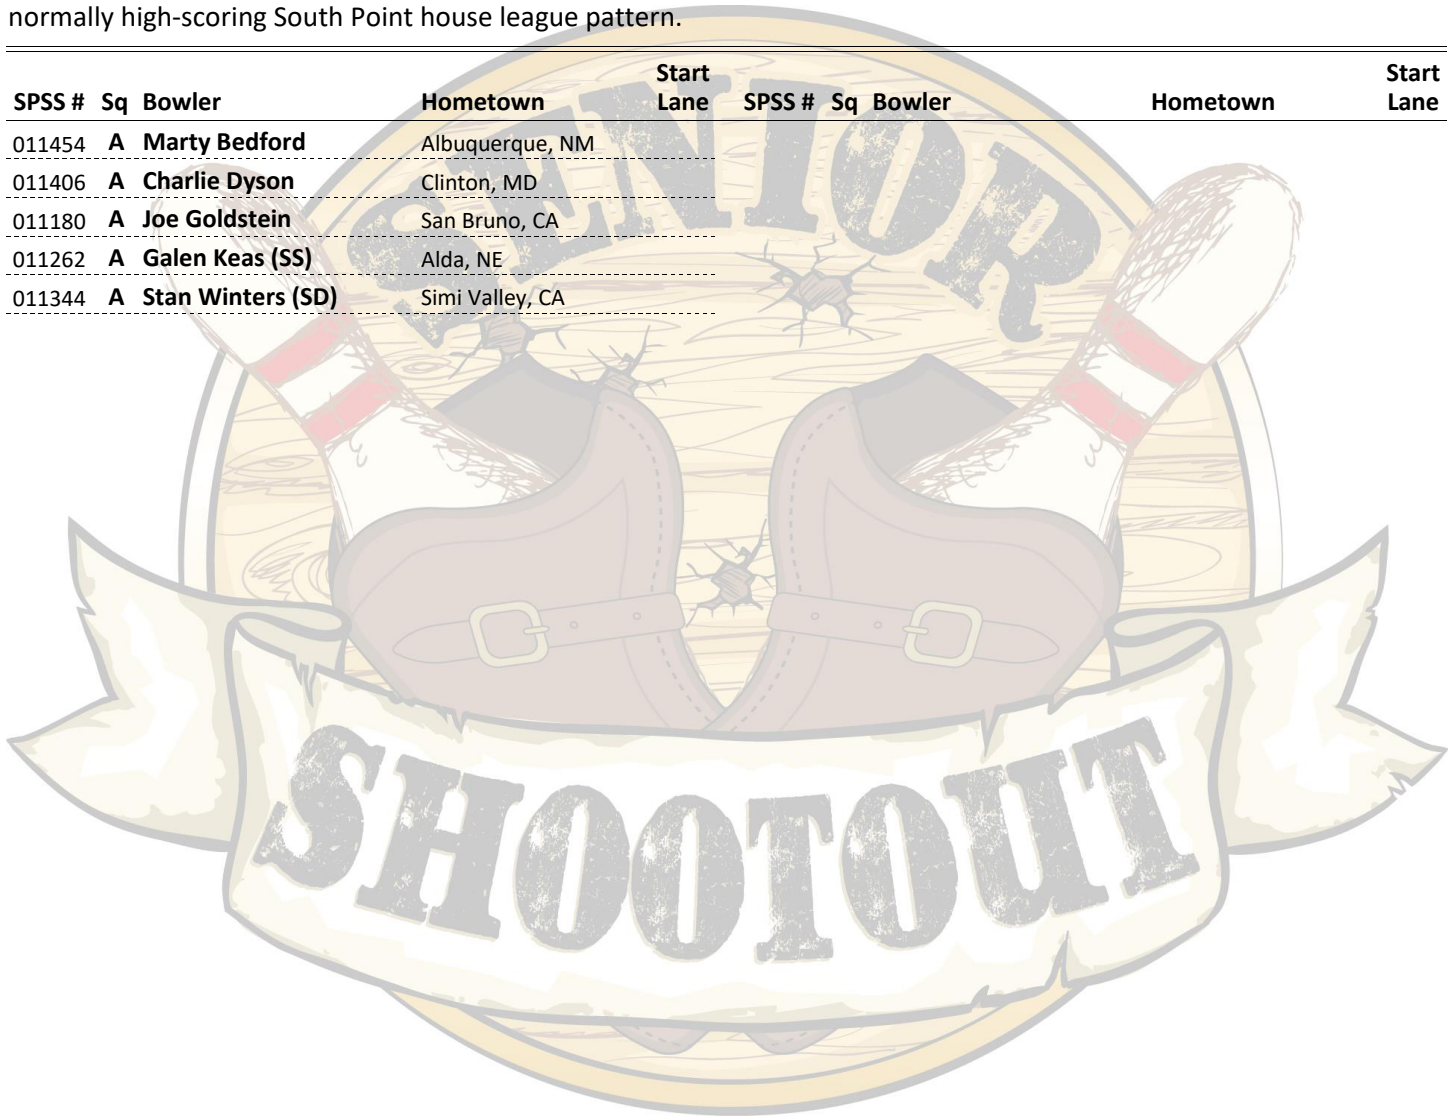 normally high-scoring South Point house league pattern.
Start Start
SPSS # Sq Bowler Hometown Lane SPSS # Sq Bowler Hometown Lane
011454 A Marty Bedford Albuquerque, NM
011406 A Charlie Dyson Clinton, MD
011180 A Joe Goldstein San Bruno, CA
011262 A Galen Keas (SS) Alda, NE
011344 A Stan Winters (SD) Simi Valley, CA
SENIOR
SHOOTOUT